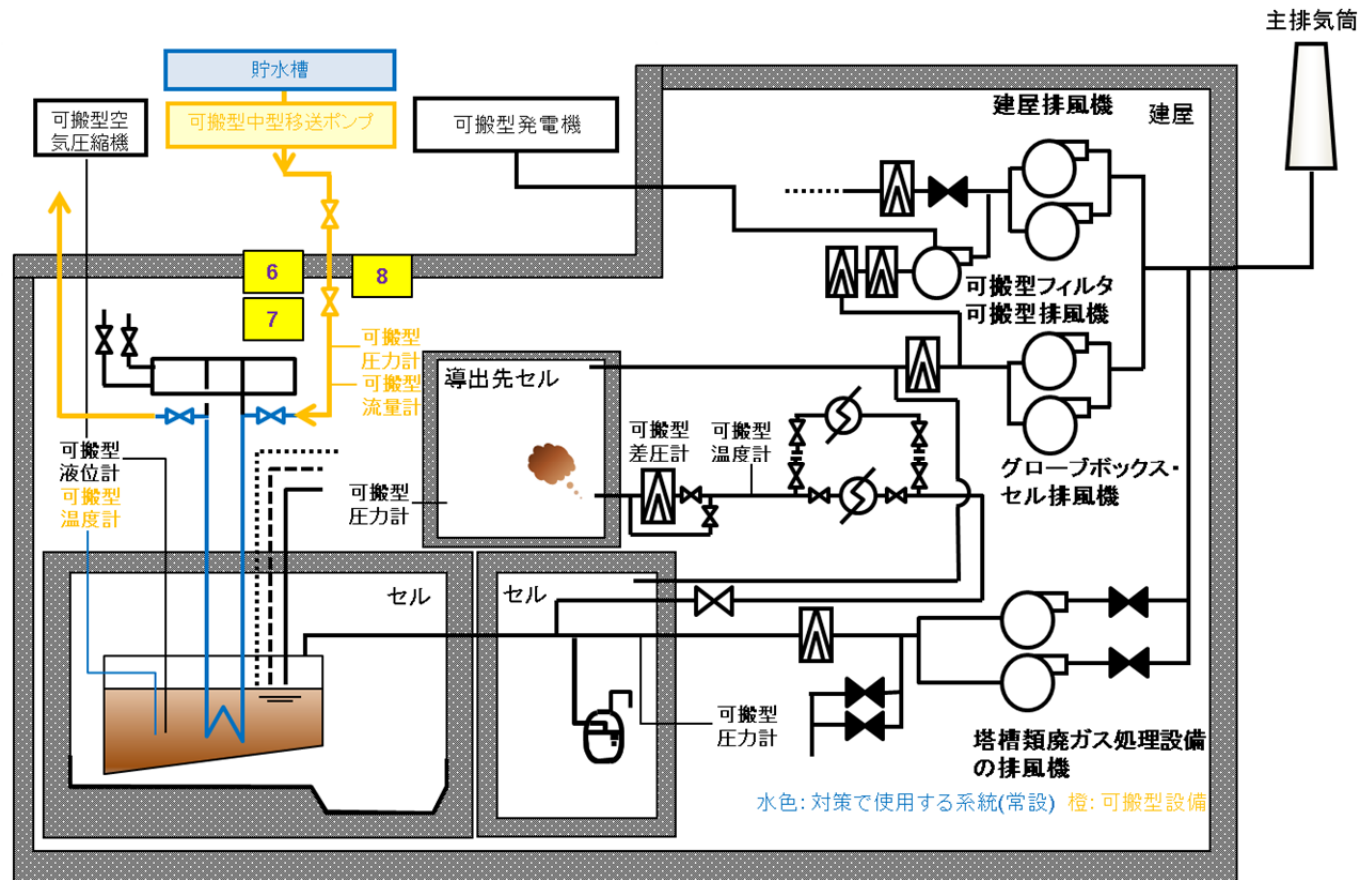 主排気筒
貯水槽
可搬型空
気圧縮機
可搬型中型移送ポンプ
可搬型発電機
建屋排風機
建屋
6
8
7
可搬型フィルタ
可搬型排風機
可搬型
圧力計
可搬型
流量計
導出先セル
可搬型
差圧計
可搬型
温度計
グローブボックス・
セル排風機
可搬型
液位計
可搬型
温度計
可搬型
圧力計
セル
セル
可搬型
圧力計
塔槽類廃ガス処理設備
の排風機
水色:対策で使用する系統(常設) 橙:可搬型設備